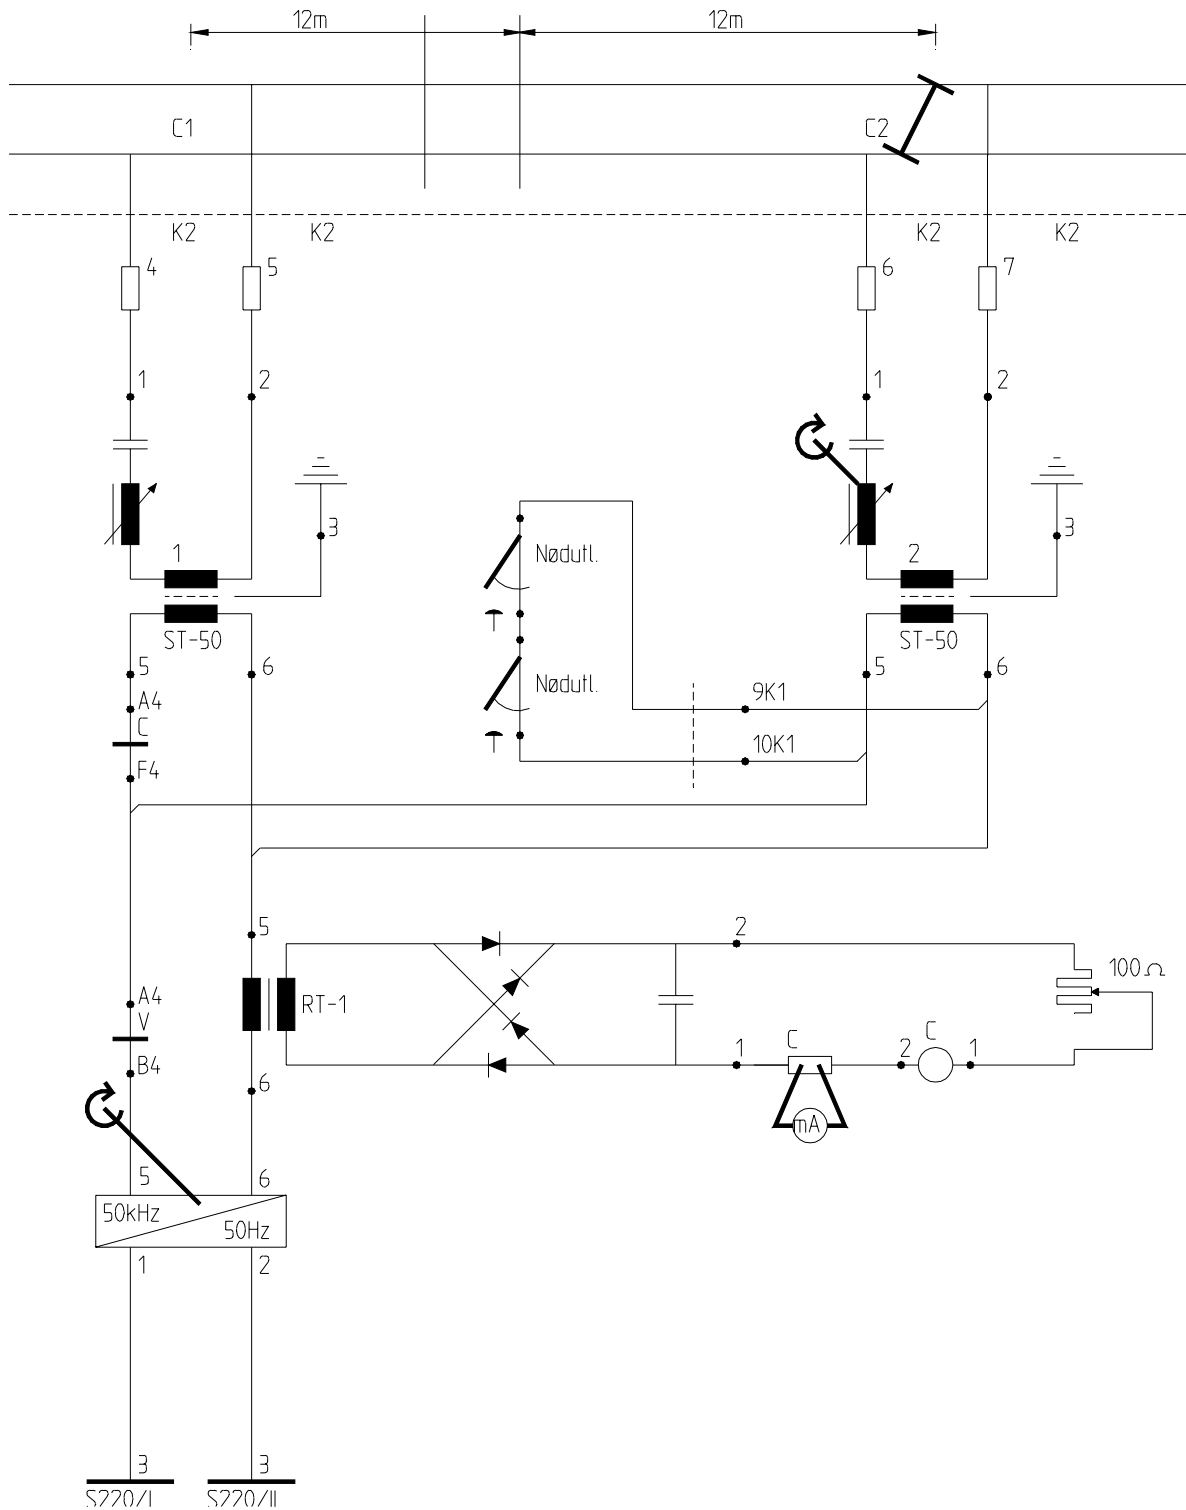 12m 12m
C1 C2
K2 K2 K2 K2
4 5 6 7
1 2 1 2
3 3
Nødutl.
1 2
ST-50 ST-50
5 6 5 6
Nødutl.
A4 9K1
C
10K1
F4
5 2
100Ω
A4 RT-1
V
C C
1 2 1
B4
6
mA
5 6
50kHz
50Hz
1 2
3 3
S220/I S220/II